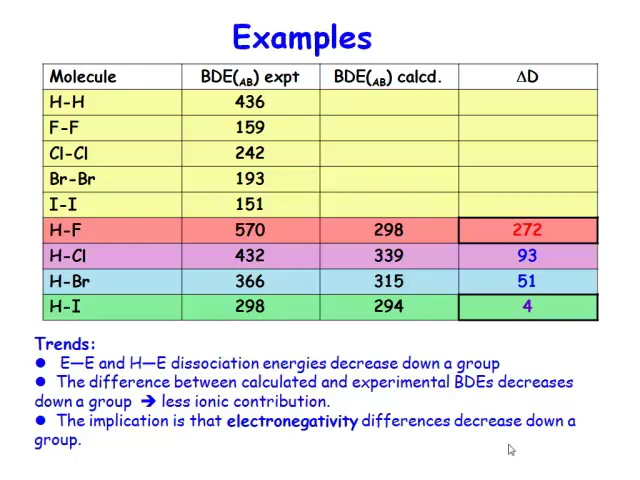 Examples
Molecule BDE(AB) expt BDE(AB) calcd. ΔD
H-H 436
F-F 159
Cl-Cl 242
Br-Br 193
I-I 151
H-F 570 298 272
H-Cl 432 339 93
H-Br 366 315 51
H-I 298 294 4
Trends:
● E—E and H—E dissociation energies decrease down a group
● The difference between calculated and experimental BDEs decreases
down a group ➔ less ionic contribution.
● The implication is that electronegativity differences decrease down a
group.